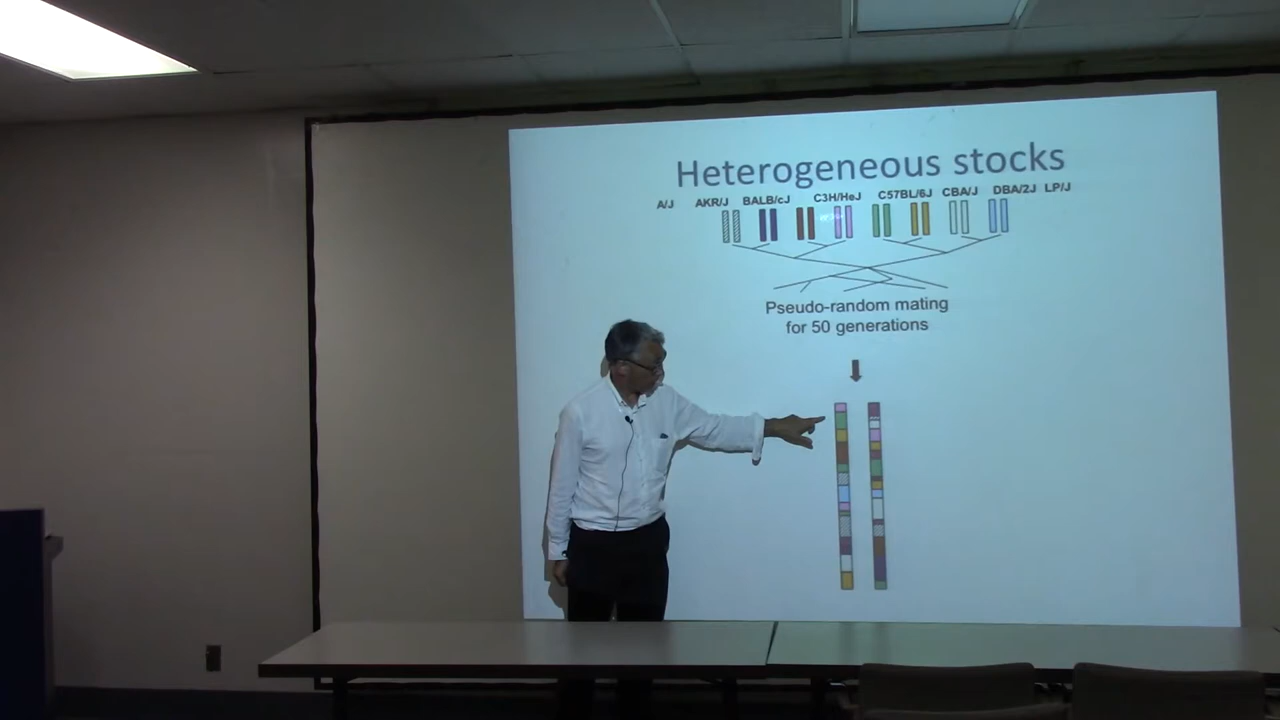 Heterogeneous stocks
A/J AKR/J BALB/cJ C3H/HeJ C57BL/6J CBA/J DBA/2J LP/J
Pseudo-random mating
for 50 generations